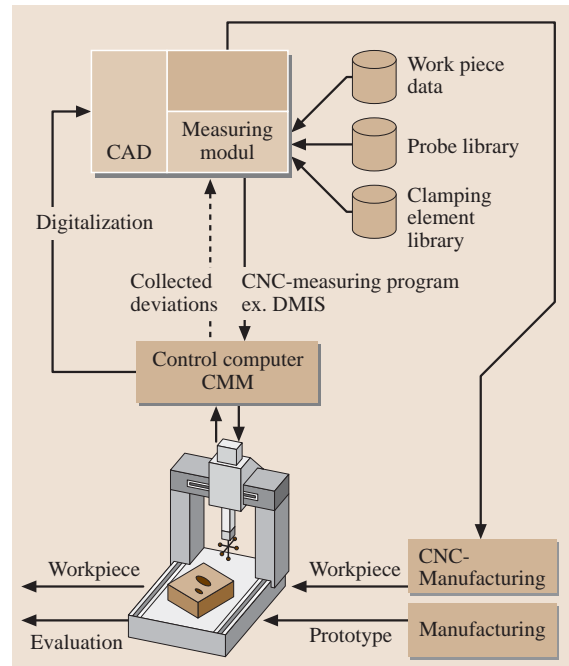 Work piece
data
CAD
Measuring
modul
Probe library
Clamping
element
library
Digitalization
Collected
deviations
CNC-measuring program
ex. DMIS
Control computer
CMM
Workpiece
Workpiece
CNC-
Manufacturing
Evaluation
Prototype
Manufacturing